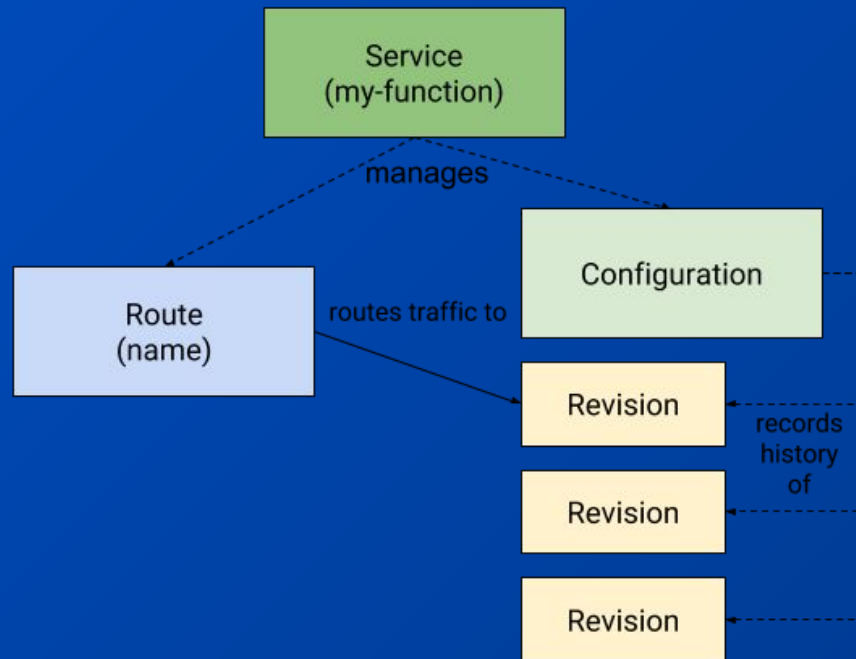 Service
(my-function)
manages
Configuration
Route
(name)
routes traffic to
Revision
records
history
of
Revision
Revision